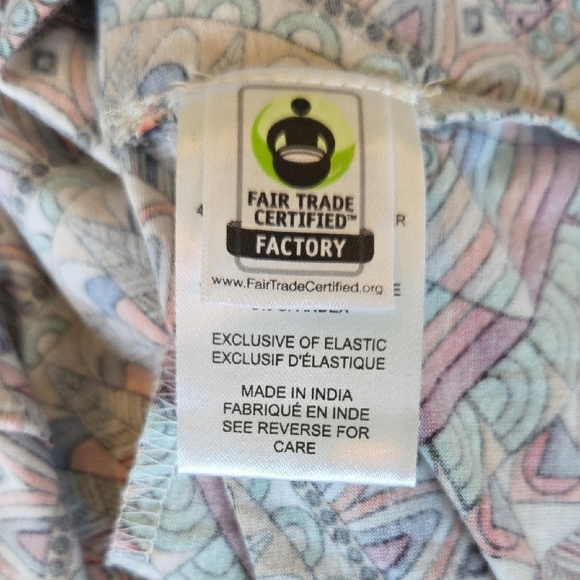 FAIR TRADE
CERTIFIED™
FACTORY
www.FairTradeCertified.org
EXCLUSIVE OF ELASTIC
EXCLUSIF D'ÉLASTIQUE
MADE IN INDIA
FABRIQUÉ EN INDE
SEE REVERSE FOR
CARE